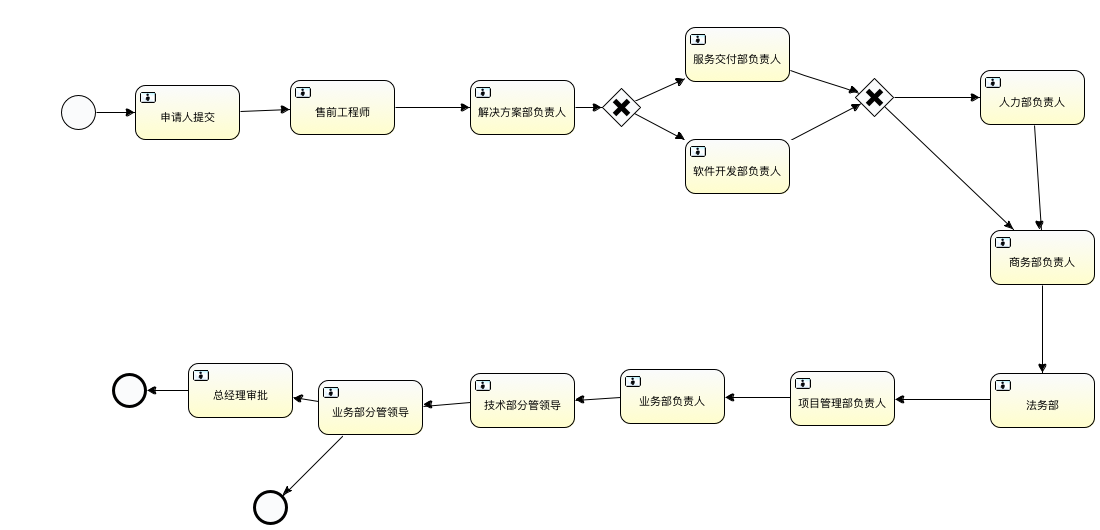 申请人提交
售前工程师
解决方案部负责人
服务交付部负责人
软件开发部负责人
人力部负责人
商务部负责人
法务部
项目管理部负责人
业务部负责人
技术部分管领导
业务部分管领导
总经理审批